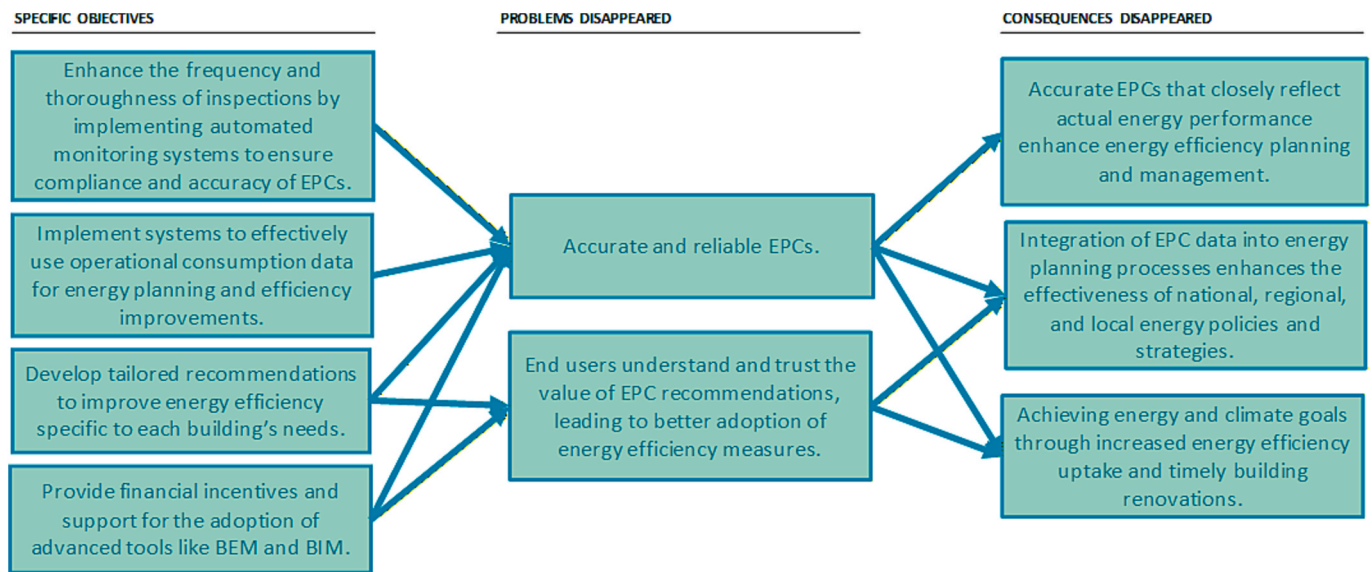 SPECIFIC OBJECTIVES
Enhance the frequency and
thoroughness of inspections by
implementing automated
monitoring systems to ensure
compliance and accuracy of EPCs.
Implement systems to effectively
use operational consumption data
for energy planning and efficiency
improvements.
Develop tailored recommendations
to improve energy efficiency
specific to each building's needs.
Provide financial incentives and
support for the adoption of
advanced tools like BEM and BIM.
PROBLEMS DISAPPEARED
Accurate and reliable EPCs.
End users understand and trust the
value of EPC recommendations,
leading to better adoption of
energy efficiency measures.
CONSEQUENCES DISAPPEARED
Accurate EPCs that closely reflect
actual energy performance
enhance energy efficiency planning
and management.
Integration of EPC data into energy
planning processes enhances the
effectiveness of national, regional,
and local energy policies and
strategies.
Achieving energy and climate goals
through increased energy efficiency
uptake and timely building
renovations.